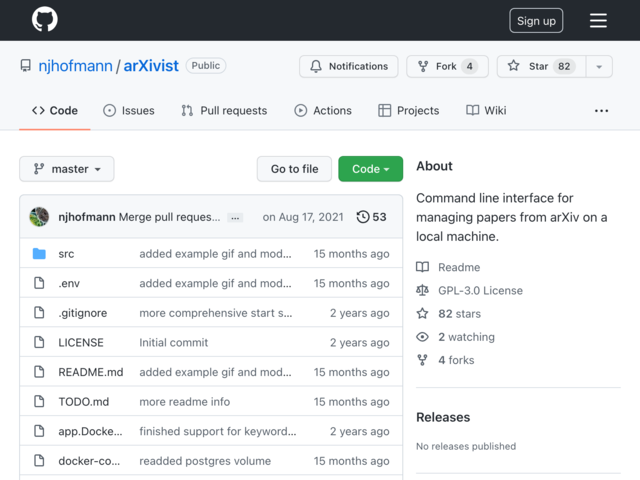 Sign up
njhofmann / arXivist Public
Notifications
Fork 4
Star 82
Code
Issues
Pull requests
Actions
Projects
Wiki
master
Go to file
Code
njhofmann Merge pull reques... ... on Aug 17, 2021 53
src added example gif and mod... 15 months ago
.env added example gif and mod... 15 months ago
.gitignore more comprehensive start s... 2 years ago
LICENSE Initial commit 2 years ago
README.md added example gif and mod... 15 months ago
TODO.md more readme info 15 months ago
app.Docke... finished support for keyword... 2 years ago
docker-co... readded postgres volume 15 months ago
About
Command line interface for
managing papers from arXiv on a
local machine.
Readme
GPL-3.0 License
82 stars
2 watching
4 forks
Releases
No releases published